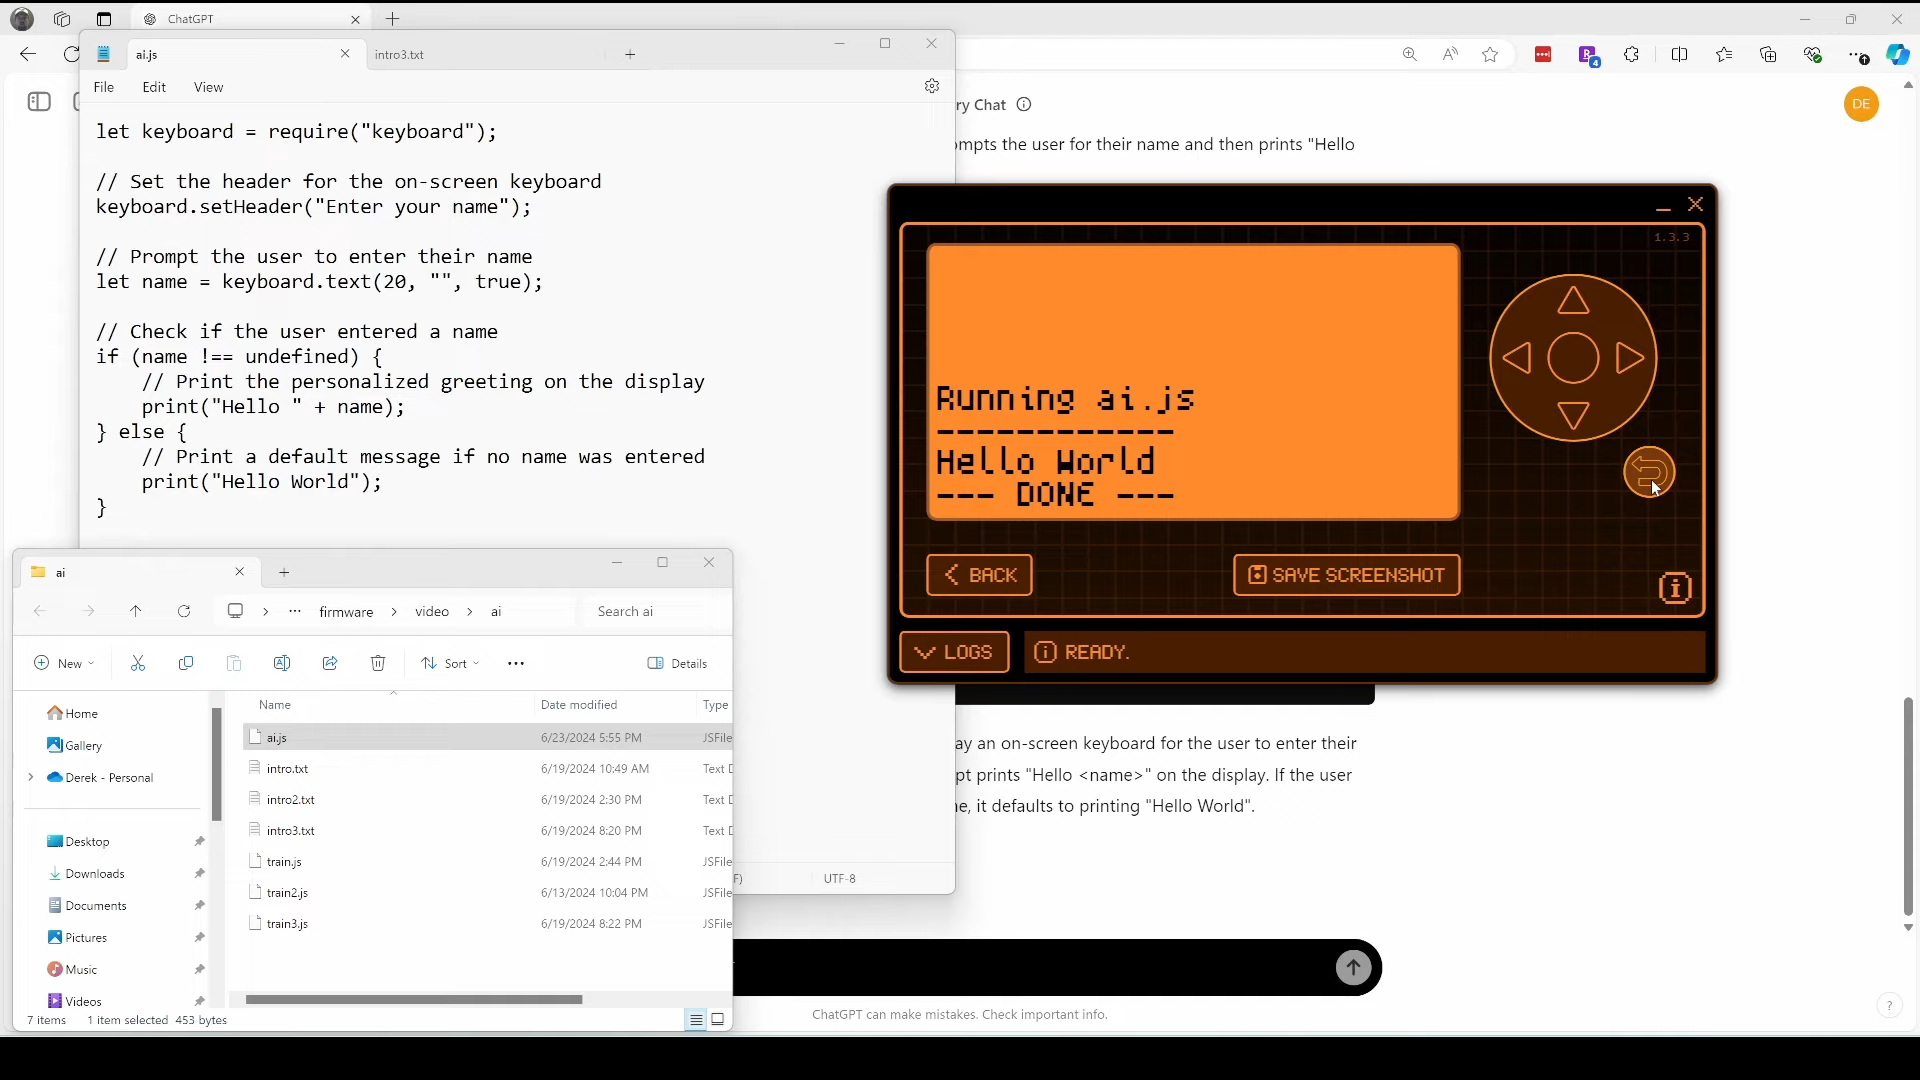 ChatGPT
ai.js
intro3.txt
File Edit View
let keyboard = require("keyboard");
// Set the header for the on-screen keyboard
keyboard.setHeader("Enter your name");
// Prompt the user to enter their name
let name = keyboard.text(20, "", true);
// Check if the user entered a name
if (name !== undefined) {
// Print the personalized greeting on the display
print("Hello " + name);
} else {
// Print a default message if no name was entered
print("Hello World");
}
UTF-8
ry Chat
DE
ompts the user for their name and then prints "Hello
1.3.3
Running ai.js
------------
Hello World
--- DONE ---
BACK
SAVE SCREENSHOT
LOGS
READY.
ay an on-screen keyboard for the user to enter their
pt prints "Hello <name>" on the display. If the user
e, it defaults to printing "Hello World".
ChatGPT can make mistakes. Check important info.
?
ai
firmware > video > ai
Search ai
New
Sort
Details
Home
Gallery
Derek - Personal
Desktop
Downloads
Documents
Pictures
Music
Videos
Name Date modified Type
ai.js 6/23/2024 5:55 PM JSFile
intro.txt 6/19/2024 10:49 AM Text D
intro2.txt 6/19/2024 2:30 PM Text D
intro3.txt 6/19/2024 8:20 PM Text D
train.js 6/19/2024 2:44 PM JSFile
train2.js 6/13/2024 10:04 PM JSFile
train3.js 6/19/2024 8:22 PM JSFile
7 items 1 item selected 453 bytes